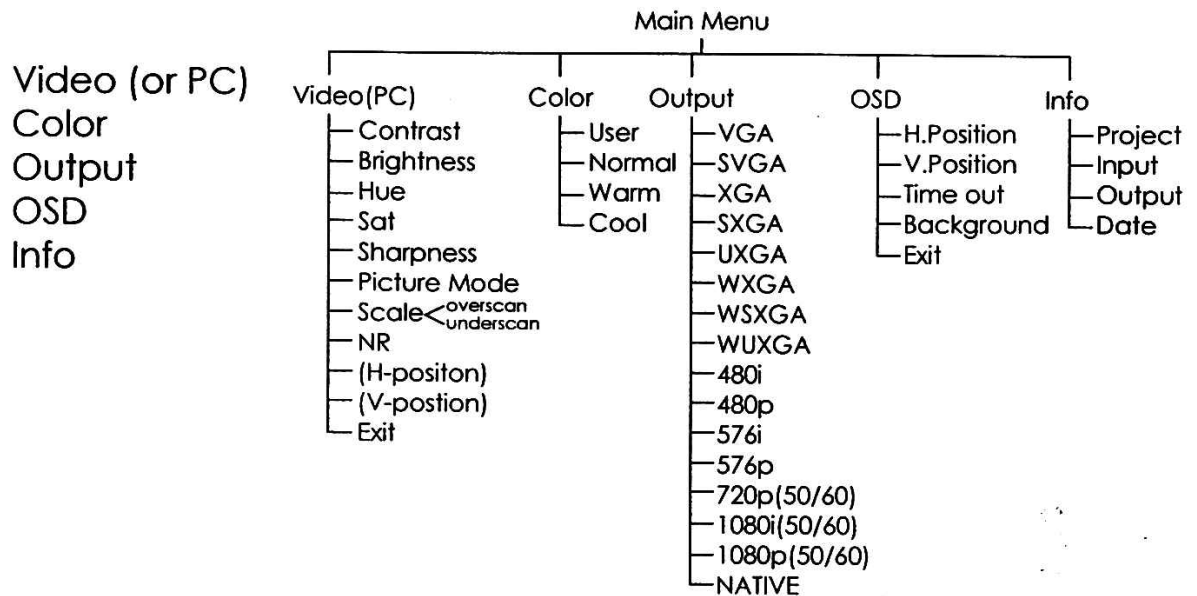 Main Menu
Video (or PC)
Color
Output
OSD
Info
Video(PC)
Contrast
Brightness
Hue
Sat
Sharpness
Picture Mode
Scale
overscan
underscan
NR
(H-positon)
(V-postion)
Exit
Color
User
Normal
Warm
Cool
Output
VGA
SVGA
XGA
SXGA
UXGA
WXGA
WSXGA
WUXGA
480i
480p
576i
576p
720p(50/60)
1080i(50/60)
1080p(50/60)
NATIVE
OSD
H.Position
V.Position
Time out
Background
Exit
Info
Project
Input
Output
Date